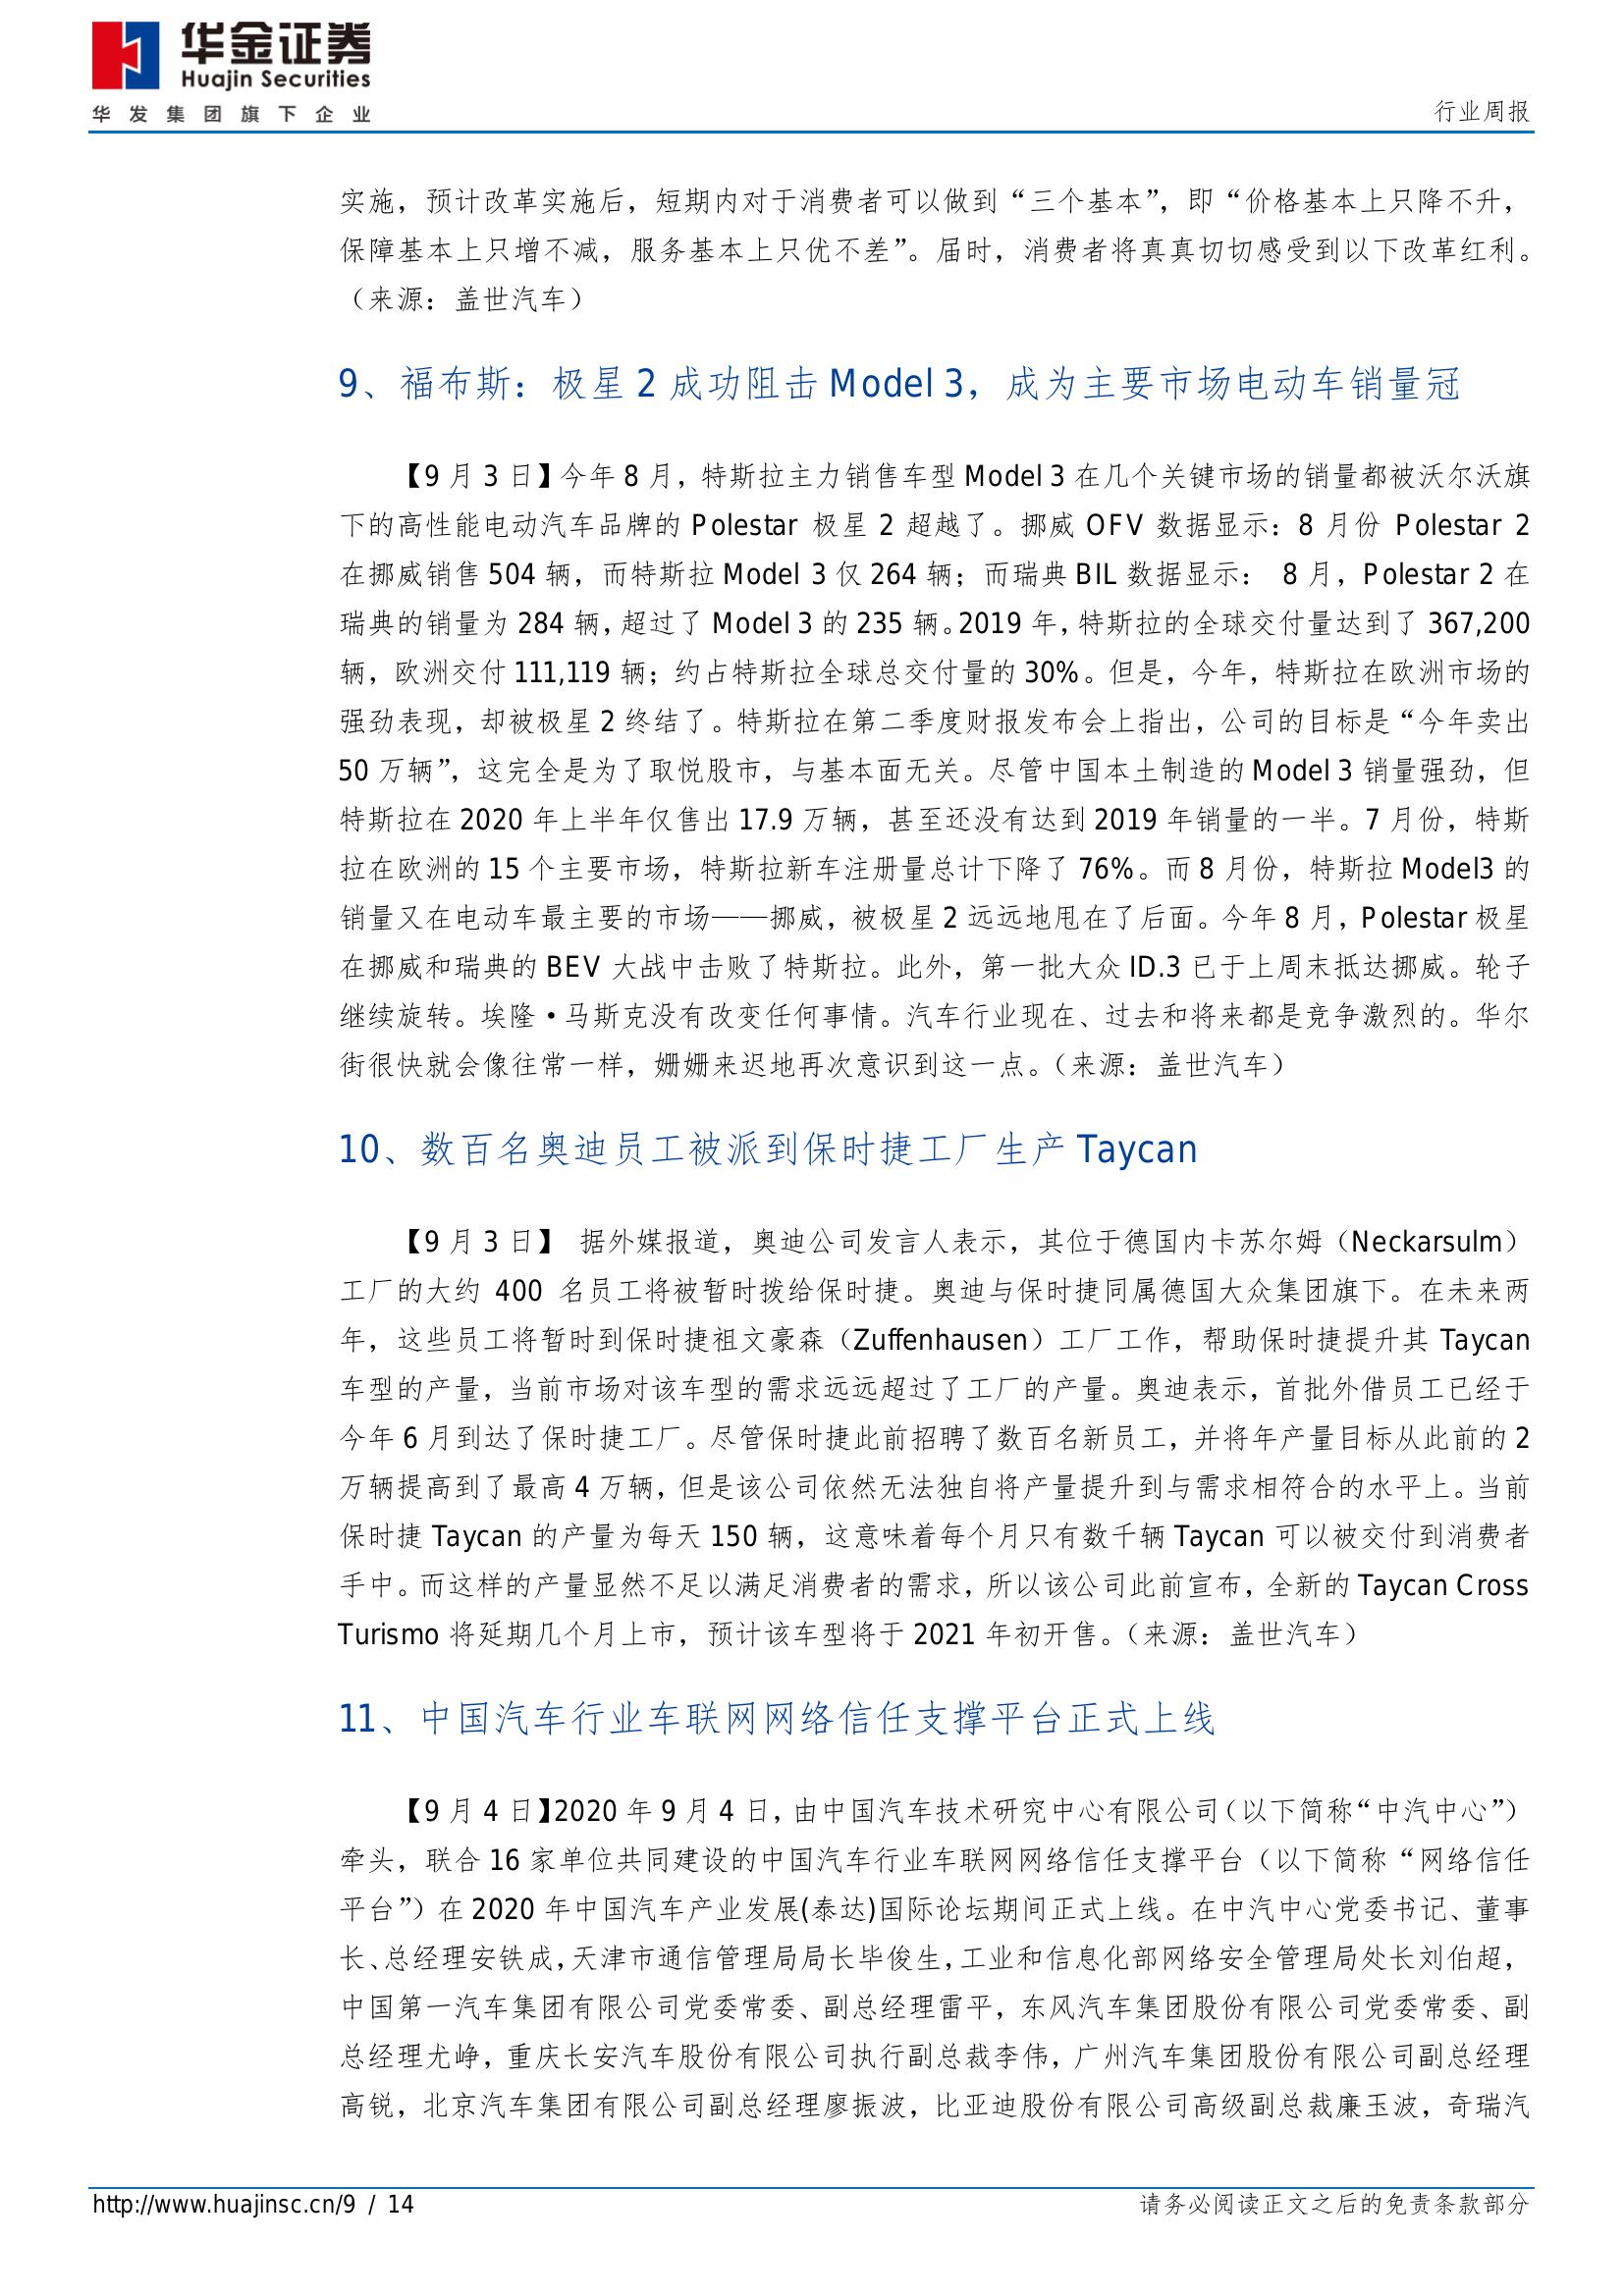 华金证券
Huajin Securities
华发集团旗下企业
行业周报
实施，预计改革实施后，短期内对于消费者可以做到“三个基本”，即“价格基本上只降不升，
保障基本上只增不减，服务基本上只优不差”。届时，消费者将真真切切感受到以下改革红利。
（来源：盖世汽车）
9、福布斯：极星 2 成功阻击 Model 3，成为主要市场电动车销量冠
【9 月 3 日】今年 8 月，特斯拉主力销售车型 Model 3 在几个关键市场的销量都被沃尔沃旗
下的高性能电动汽车品牌的 Polestar 极星 2 超越了。挪威 OFV 数据显示：8 月份 Polestar 2
在挪威销售 504 辆，而特斯拉 Model 3 仅 264 辆；而瑞典 BIL 数据显示： 8 月，Polestar 2 在
瑞典的销量为 284 辆，超过了 Model 3 的 235 辆。2019 年，特斯拉的全球交付量达到了 367,200
辆，欧洲交付 111,119 辆；约占特斯拉全球总交付量的 30%。但是，今年，特斯拉在欧洲市场的
强劲表现，却被极星 2 终结了。特斯拉在第二季度财报发布会上指出，公司的目标是“今年卖出
50 万辆”，这完全是为了取悦股市，与基本面无关。尽管中国本土制造的 Model 3 销量强劲，但
特斯拉在 2020 年上半年仅售出 17.9 万辆，甚至还没有达到 2019 年销量的一半。7 月份，特斯
拉在欧洲的 15 个主要市场，特斯拉新车注册量总计下降了 76%。而 8 月份，特斯拉 Model3 的
销量又在电动车最主要的市场——挪威，被极星 2 远远地甩在了后面。今年 8 月，Polestar 极星
在挪威和瑞典的 BEV 大战中击败了特斯拉。此外，第一批大众 ID.3 已于上周末抵达挪威。轮子
继续旋转。埃隆·马斯克没有改变任何事情。汽车行业现在、过去和将来都是竞争激烈的。华尔
街很快就会像往常一样，姗姗来迟地再次意识到这一点。（来源：盖世汽车）
10、数百名奥迪员工被派到保时捷工厂生产 Taycan
【9 月 3 日】 据外媒报道，奥迪公司发言人表示，其位于德国内卡苏尔姆（Neckarsulm）
工厂的大约 400 名员工将被暂时拨给保时捷。奥迪与保时捷同属德国大众集团旗下。在未来两
年，这些员工将暂时到保时捷祖文豪森（Zuffenhausen）工厂工作，帮助保时捷提升其 Taycan
车型的产量，当前市场对该车型的需求远远超过了工厂的产量。奥迪表示，首批外借员工已经于
今年 6 月到达了保时捷工厂。尽管保时捷此前招聘了数百名新员工，并将年产量目标从此前的 2
万辆提高到了最高 4 万辆，但是该公司依然无法独自将产量提升到与需求相符合的水平上。当前
保时捷 Taycan 的产量为每天 150 辆，这意味着每个月只有数千辆 Taycan 可以被交付到消费者
手中。而这样的产量显然不足以满足消费者的需求，所以该公司此前宣布，全新的 Taycan Cross
Turismo 将延期几个月上市，预计该车型将于 2021 年初开售。（来源：盖世汽车）
11、中国汽车行业车联网网络信任支撑平台正式上线
【9 月 4 日】2020 年 9 月 4 日，由中国汽车技术研究中心有限公司（以下简称“中汽中心”）
牵头，联合 16 家单位共同建设的中国汽车行业车联网网络信任支撑平台（以下简称“网络信任
平台”）在 2020 年中国汽车产业发展(泰达)国际论坛期间正式上线。在中汽中心党委书记、董事
长、总经理安铁成，天津市通信管理局局长毕俊生，工业和信息化部网络安全管理局处长刘伯超，
中国第一汽车集团有限公司党委常委、副总经理雷平，东风汽车集团股份有限公司党委常委、副
总经理尤峥，重庆长安汽车股份有限公司执行副总裁李伟，广州汽车集团股份有限公司副总经理
高锐，北京汽车集团有限公司副总经理廖振波，比亚迪股份有限公司高级副总裁廉玉波，奇瑞汽
http://www.huajinsc.cn/9 / 14
请务必阅读正文之后的免责条款部分